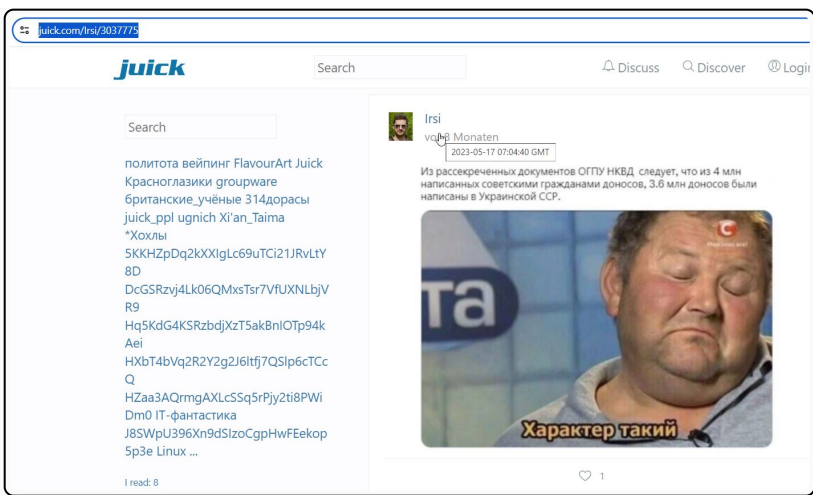 juick.com/Irsi/3037775
juick
Search
Discuss
Discover
Login
Search
политота вейпинг FlavourArt Juick
Красноглазики groupware
британские_учёные 314дорасы
juick_ppl ugnich Xi'an_Taima
*Хохлы
5KKHZpDq2kXXIgLc69uTCi21JRvLtY
8D
DcGSRzvj4Lk06QMxsTsr7VfUXNLbjV
R9
Hq5KdG4KSRzbdjXzT5akBnIOTp94k
Aei
HXbT4bVq2R2Y2g2J6ltfj7QSlp6cTCc
Q
HZaa3AQrmgAXLcSSq5rPjy2ti8PWi
Dm0 IT-фантастика
J8SWpU396Xn9dSIzoCgpHwFEekop
5p3e Linux ...
I read: 8
Irsi
vor 8 Monaten
2023-05-17 07:04:40 GMT
Из рассекреченных документов ОГПУ НКВД следует, что из 4 млн
написанных советскими гражданами доносов, 3.6 млн доносов были
написаны в Украинской ССР.
та
Характер такий
1